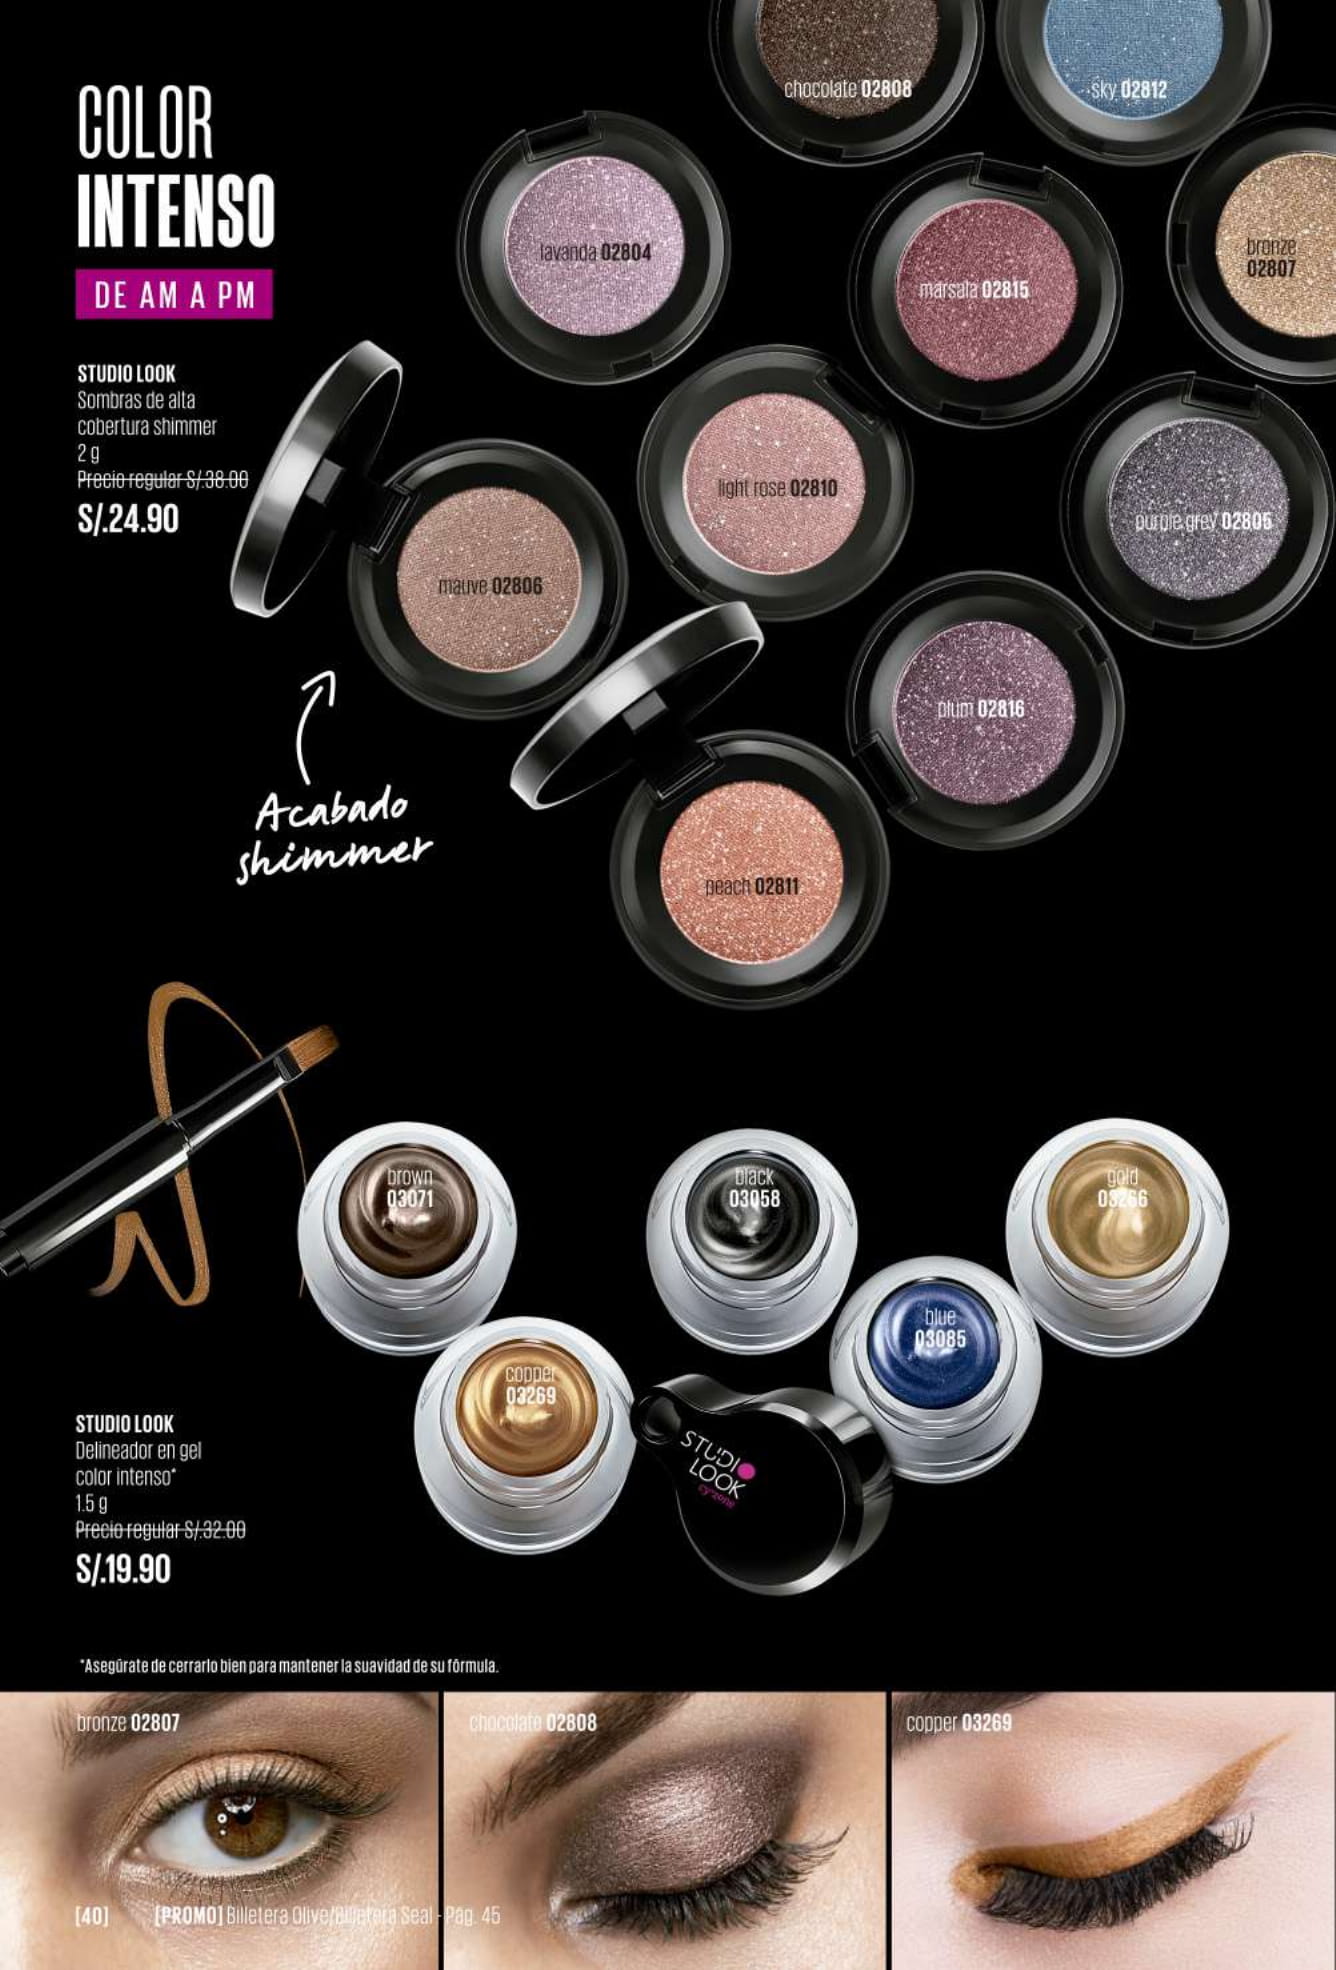 COLOR
INTENSO
DE AM A PM
STUDIO LOOK
Sombras de alta
cobertura shimmer
2 g
Precio regular S/.38.00
S/.24.90
chocolate 02808
sky 02812
lavanda 02804
marsala 02815
bronze
02807
light rose 02810
purple grey 02805
mauve 02806
plum 02816
peach 02811
Acabado
shimmer
brown
03071
black
03058
gold
03266
blue
03085
copper
03269
STUDIO
LOOK
cy°zone
STUDIO LOOK
Delineador en gel
color intenso*
1.5 g
Precio regular S/.32.00
S/.19.90
*Asegúrate de cerrarlo bien para mantener la suavidad de su fórmula.
bronze 02807
chocolate 02808
copper 03269
[40] [PROMO] Billetera Olive/Billetera Seal - Pág. 45